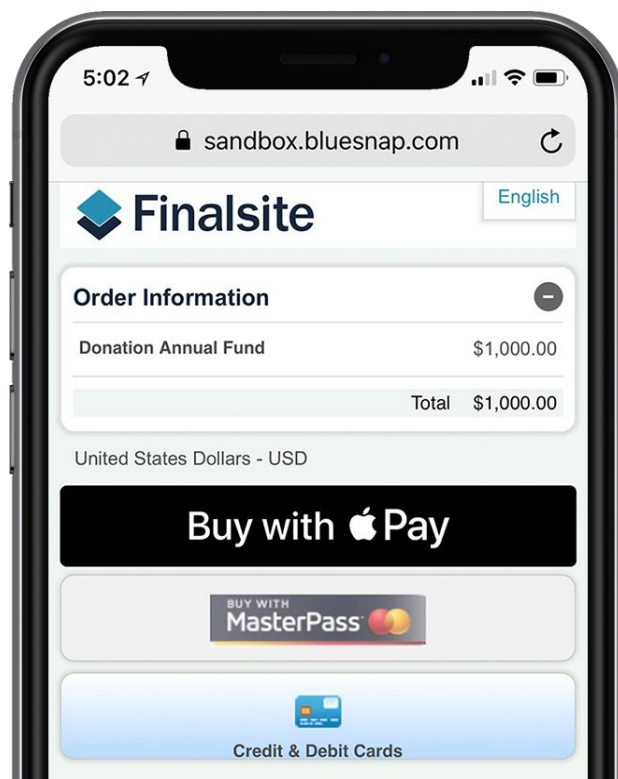 5:02
sandbox.bluesnap.com
Finalsite
English
Order Information
Donation Annual Fund $1,000.00
Total $1,000.00
United States Dollars - USD
Buy with Pay
BUY WITH
MasterPass
Credit & Debit Cards